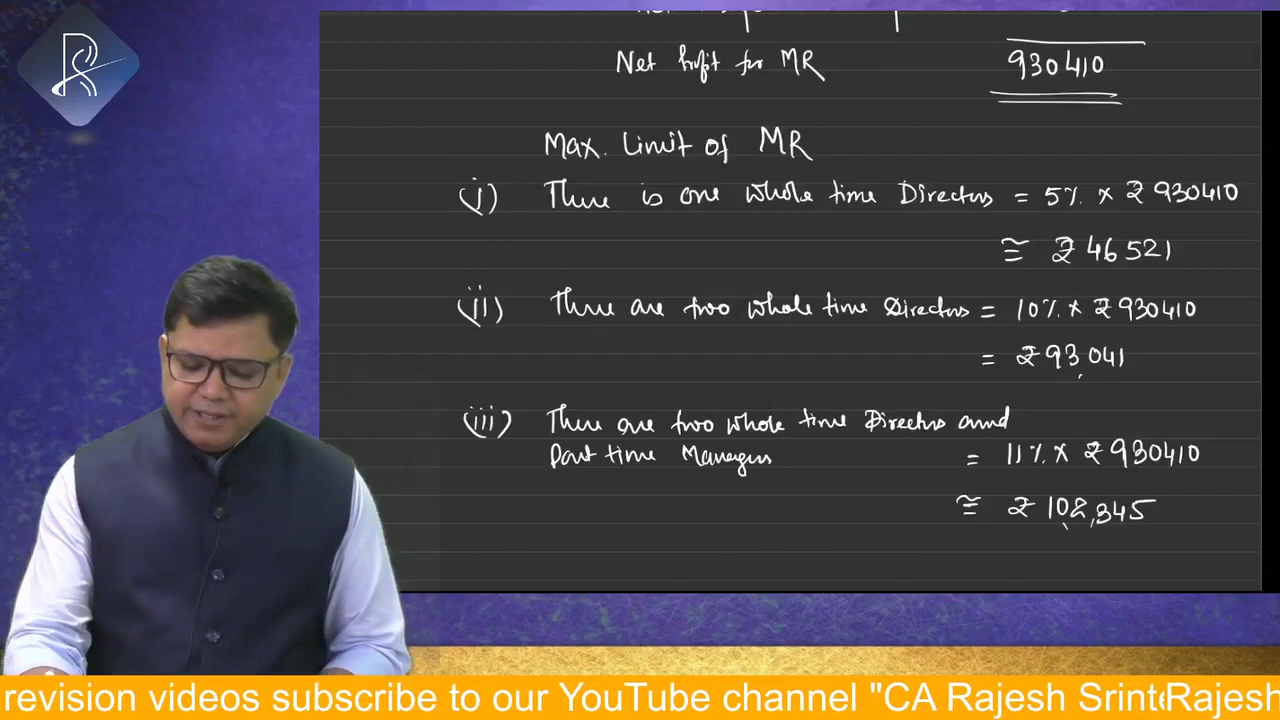 Net Profit for MR 930410
Max. Limit of MR
(i) There is one whole time Directors = 5% x ₹930410
≅ ₹46521
(ii) There are two whole time Directors = 10% x ₹930410
= ₹93,041
(iii) There are two whole time Directors and
Part time Managers = 11% x ₹930410
≅ ₹102,345
revision videos subscribe to our YouTube channel "CA Rajesh Srint Rajesh